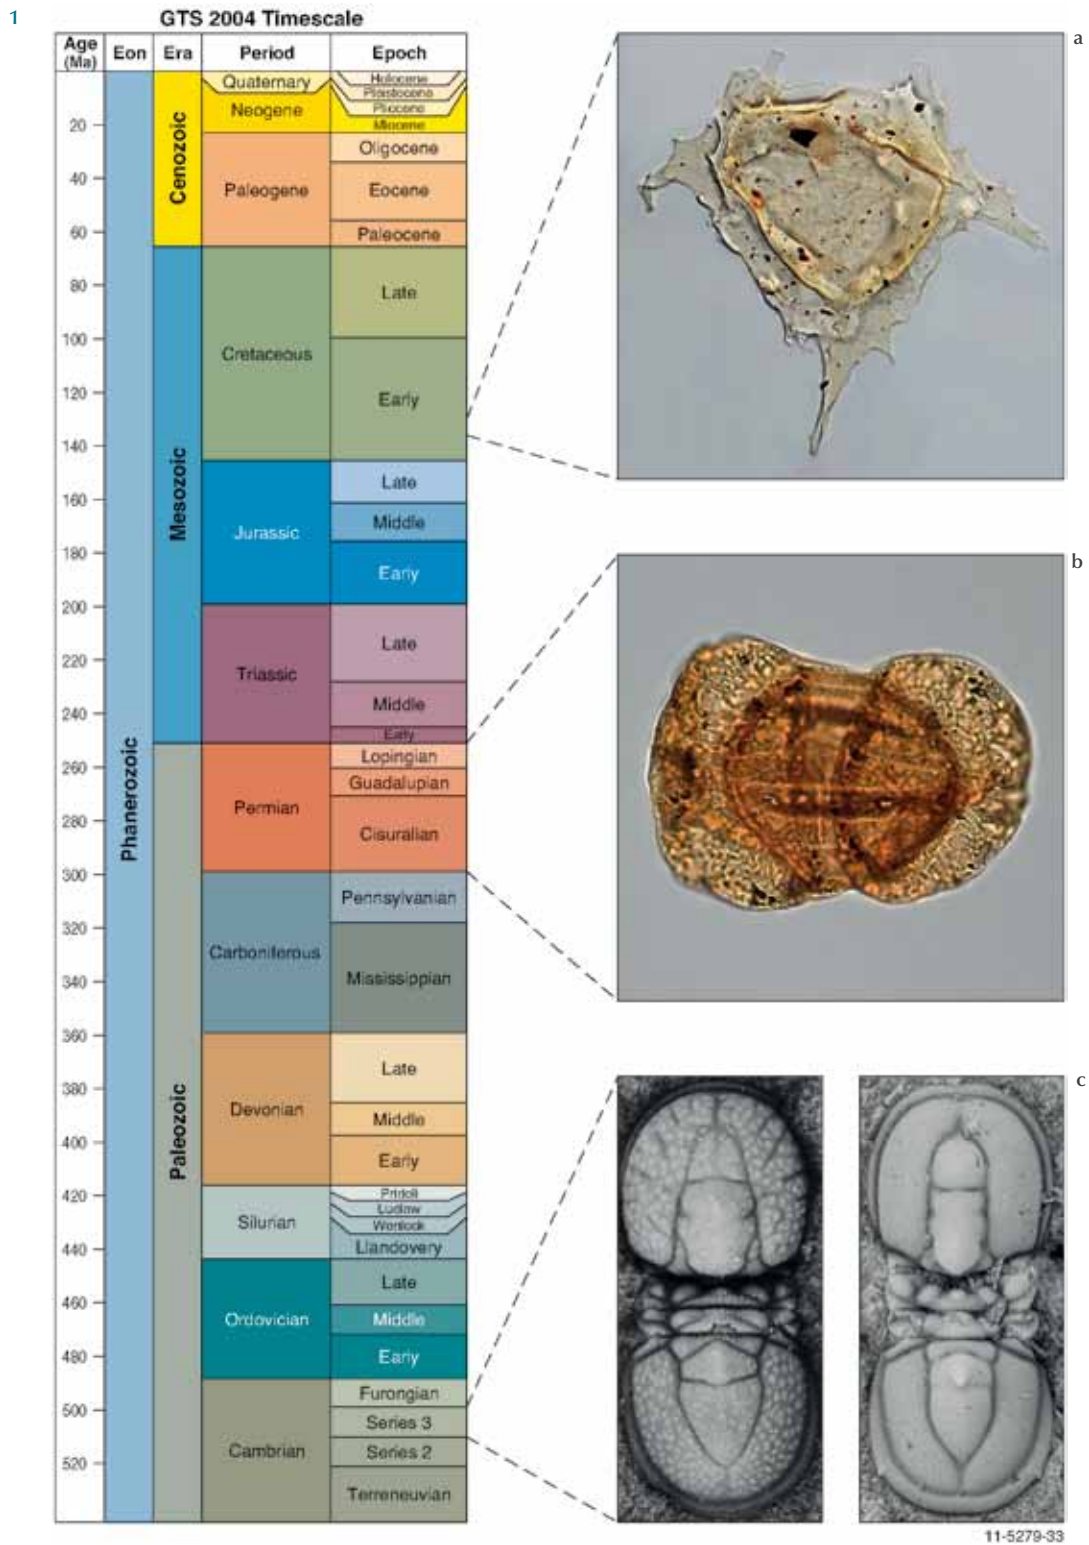 1
GTS 2004 Timescale
Age (Ma) Eon Era Period Epoch
a
Phanerozoic
Cenozoic
Mesozoic
Paleozoic
Quaternary
Neogene
Paleogene
Cretaceous
Jurassic
Triassic
Permian
Carboniferous
Devonian
Silurian
Ordovician
Cambrian
Holocene
Pleistocene
Pliocene
Miocene
Oligocene
Eocene
Paleocene
Late
Early
Late
Middle
Early
Late
Middle
Early
Lopingian
Guadalupian
Cisuralian
Pennsylvanian
Mississippian
Late
Middle
Early
Pridoli
Ludlow
Wenlock
Llandovery
Late
Middle
Early
Furongian
Series 3
Series 2
Terreneuvian
20
40
60
80
100
120
140
160
180
200
220
240
260
280
300
320
340
360
380
400
420
440
460
480
500
520
b
c
11-5279-33